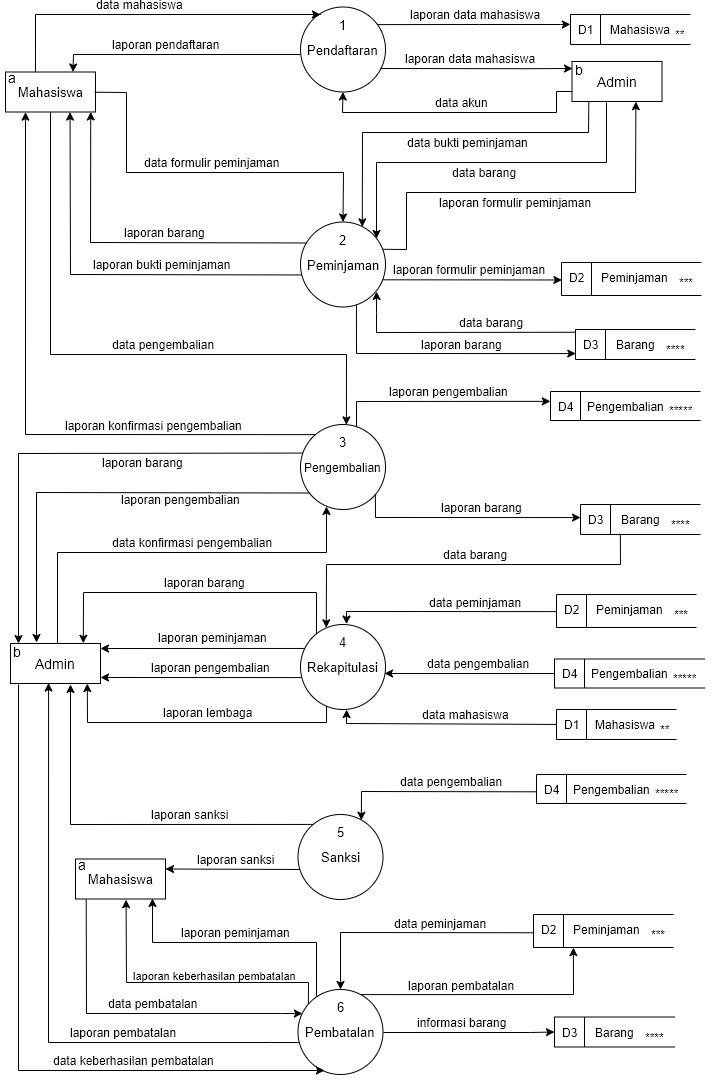 data mahasiswa
1
Pendaftaran
laporan data mahasiswa
D1 Mahasiswa **
laporan pendaftaran
laporan data mahasiswa
a
Mahasiswa
b
Admin
data akun
data bukti peminjaman
data formulir peminjaman
data barang
laporan formulir peminjaman
laporan barang
2
Peminjaman
laporan bukti peminjaman
laporan formulir peminjaman
D2 Peminjaman ***
data barang
data pengembalian
laporan barang
D3 Barang ****
laporan pengembalian
D4 Pengembalian *****
laporan konfirmasi pengembalian
3
Pengembalian
laporan barang
laporan pengembalian
laporan barang
D3 Barang ****
data konfirmasi pengembalian
data barang
laporan barang
data peminjaman
D2 Peminjaman ***
laporan peminjaman
4
Rekapitulasi
b
Admin
laporan pengembalian
data pengembalian
D4 Pengembalian *****
laporan lembaga
data mahasiswa
D1 Mahasiswa **
data pengembalian
D4 Pengembalian *****
laporan sanksi
5
Sanksi
laporan sanksi
a
Mahasiswa
data peminjaman
D2 Peminjaman ***
laporan peminjaman
laporan keberhasilan pembatalan
laporan pembatalan
data pembatalan
6
Pembatalan
informasi barang
D3 Barang ****
laporan pembatalan
data keberhasilan pembatalan